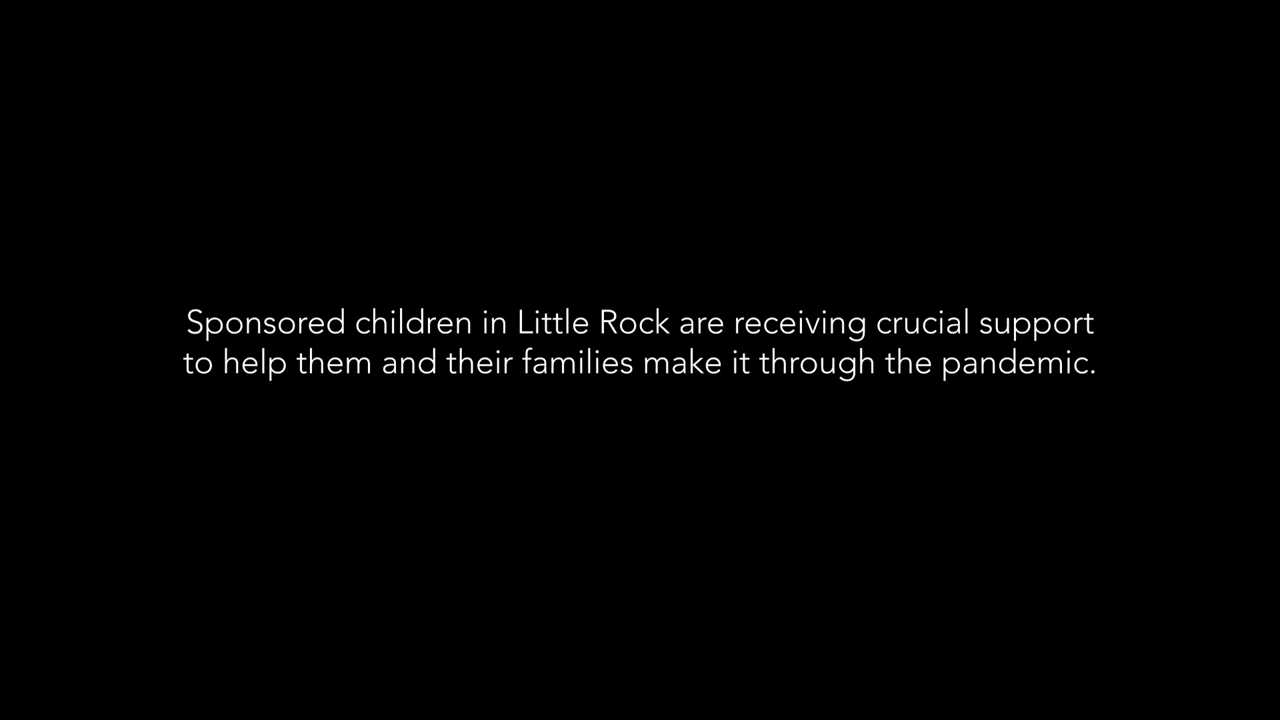 Sponsored children in Little Rock are receiving crucial support
to help them and their families make it through the pandemic.